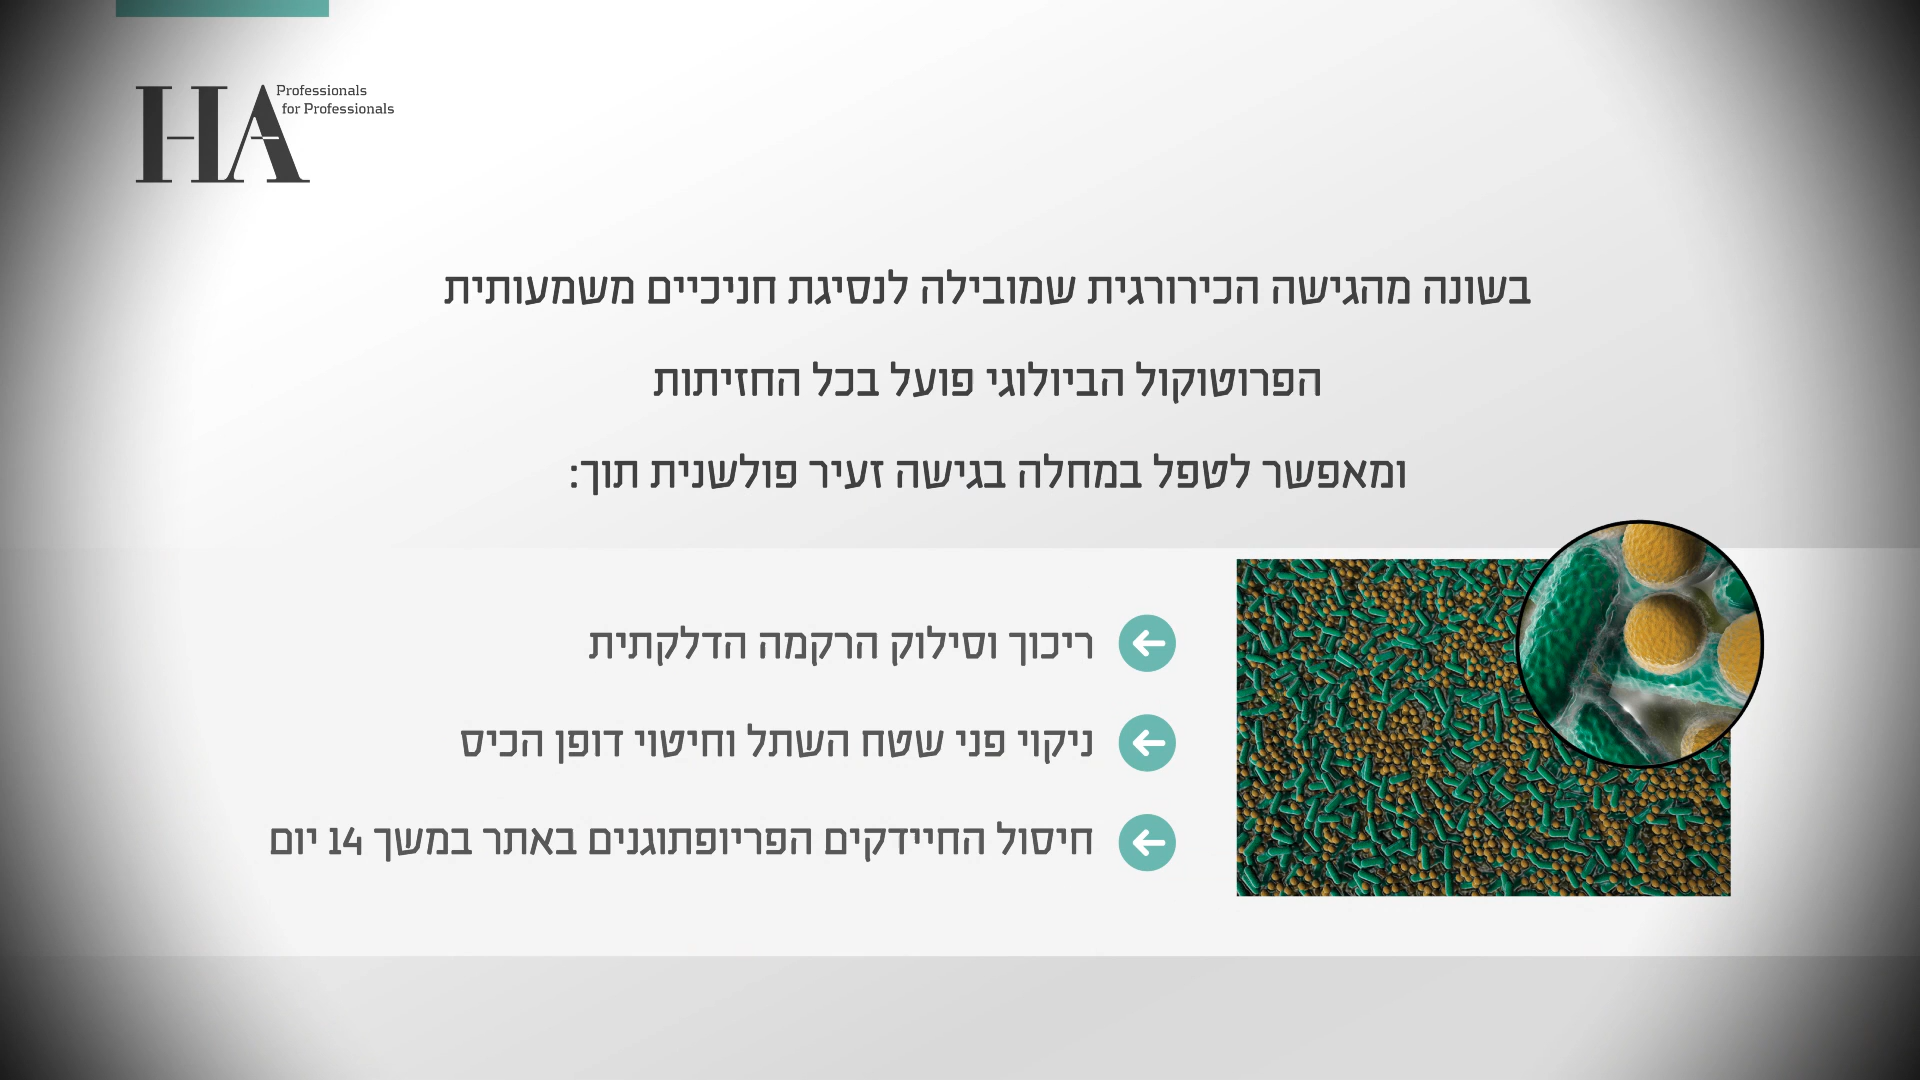 HA
Professionals
for Professionals
בשונה מהגישה הכירורגית שמובילה לנסיגת חניכיים משמעותית
הפרוטוקול הביולוגי פועל בכל החזיתות
ומאפשר לטפל במחלה בגישה זעיר פולשנית תוך:
ריכוך וסילוק הרקמה הדלקתית
ניקוי פני שטח השתל וחיטוי דופן הכיס
חיסול החיידקים הפריופתוגנים באתר במשך 14 יום